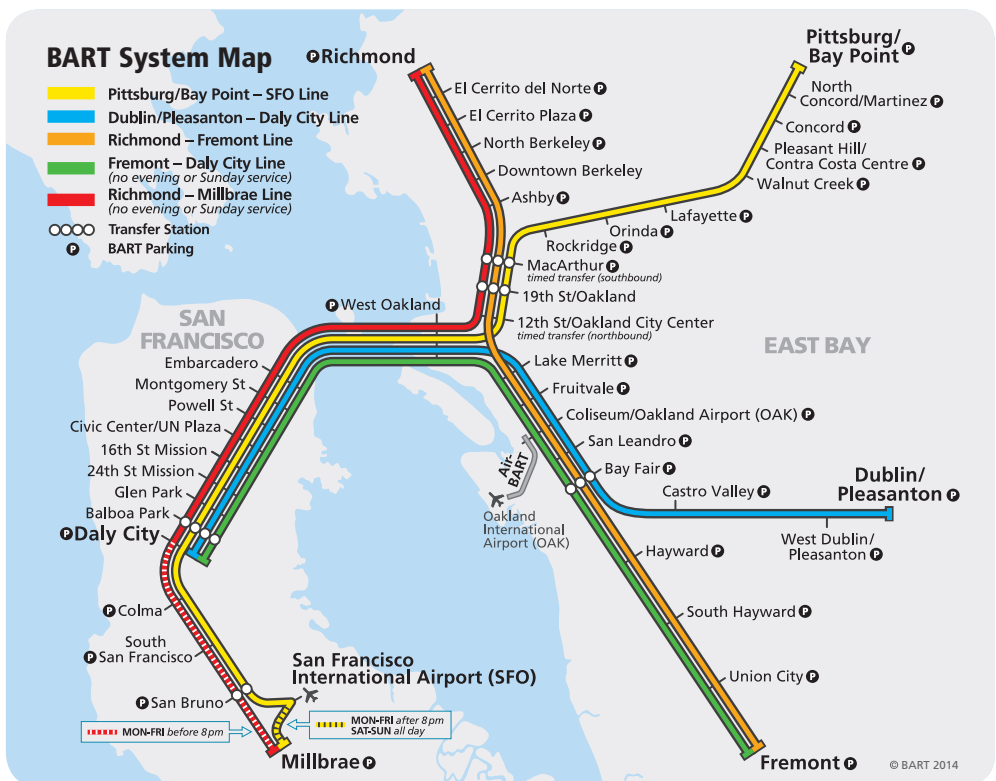 BART System Map
Pittsburg/Bay Point – SFO Line
Dublin/Pleasanton – Daly City Line
Richmond – Fremont Line
Fremont – Daly City Line
(no evening or Sunday service)
Richmond – Millbrae Line
(no evening or Sunday service)
Transfer Station
P BART Parking
P Richmond
El Cerrito del Norte P
El Cerrito Plaza P
North Berkeley P
Downtown Berkeley
Ashby P
Pittsburg/
Bay Point P
North
Concord/Martinez P
Concord P
Pleasant Hill/
Contra Costa Centre P
Walnut Creek P
Lafayette P
Orinda P
Rockridge P
MacArthur P
timed transfer (southbound)
19th St/Oakland
12th St/Oakland City Center
timed transfer (northbound)
P West Oakland
SAN
FRANCISCO
EAST BAY
Embarcadero
Montgomery St
Powell St
Civic Center/UN Plaza
16th St Mission
24th St Mission
Glen Park
Balboa Park
P Daly City
Lake Merritt P
Fruitvale P
Coliseum/Oakland Airport (OAK) P
San Leandro P
Bay Fair P
Castro Valley P
Dublin/
Pleasanton P
West Dublin/
Pleasanton P
Air-
BART
Oakland
International
Airport (OAK)
Hayward P
South Hayward P
Union City P
Fremont P
P Colma
South
P San Francisco
P San Bruno
San Francisco
International Airport (SFO)
MON-FRI before 8pm
MON-FRI after 8pm
SAT-SUN all day
Millbrae P
© BART 2014